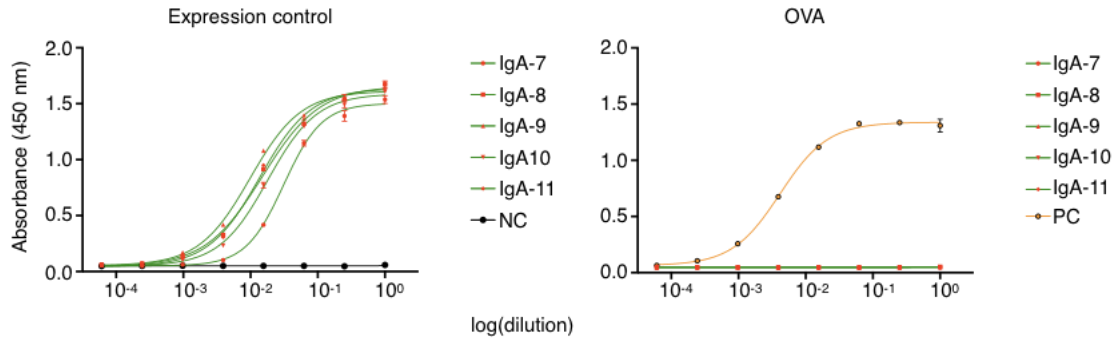 Expression control
OVA
Absorbance (450 nm)
2.0
1.5
1.0
0.5
0.0
10-4
10-3
10-2
10-1
100
IgA-7
IgA-8
IgA-9
IgA10
IgA-11
NC
2.0
1.5
1.0
0.5
0.0
10-4
10-3
10-2
10-1
100
IgA-7
IgA-8
IgA-9
IgA-10
IgA-11
PC
log(dilution)